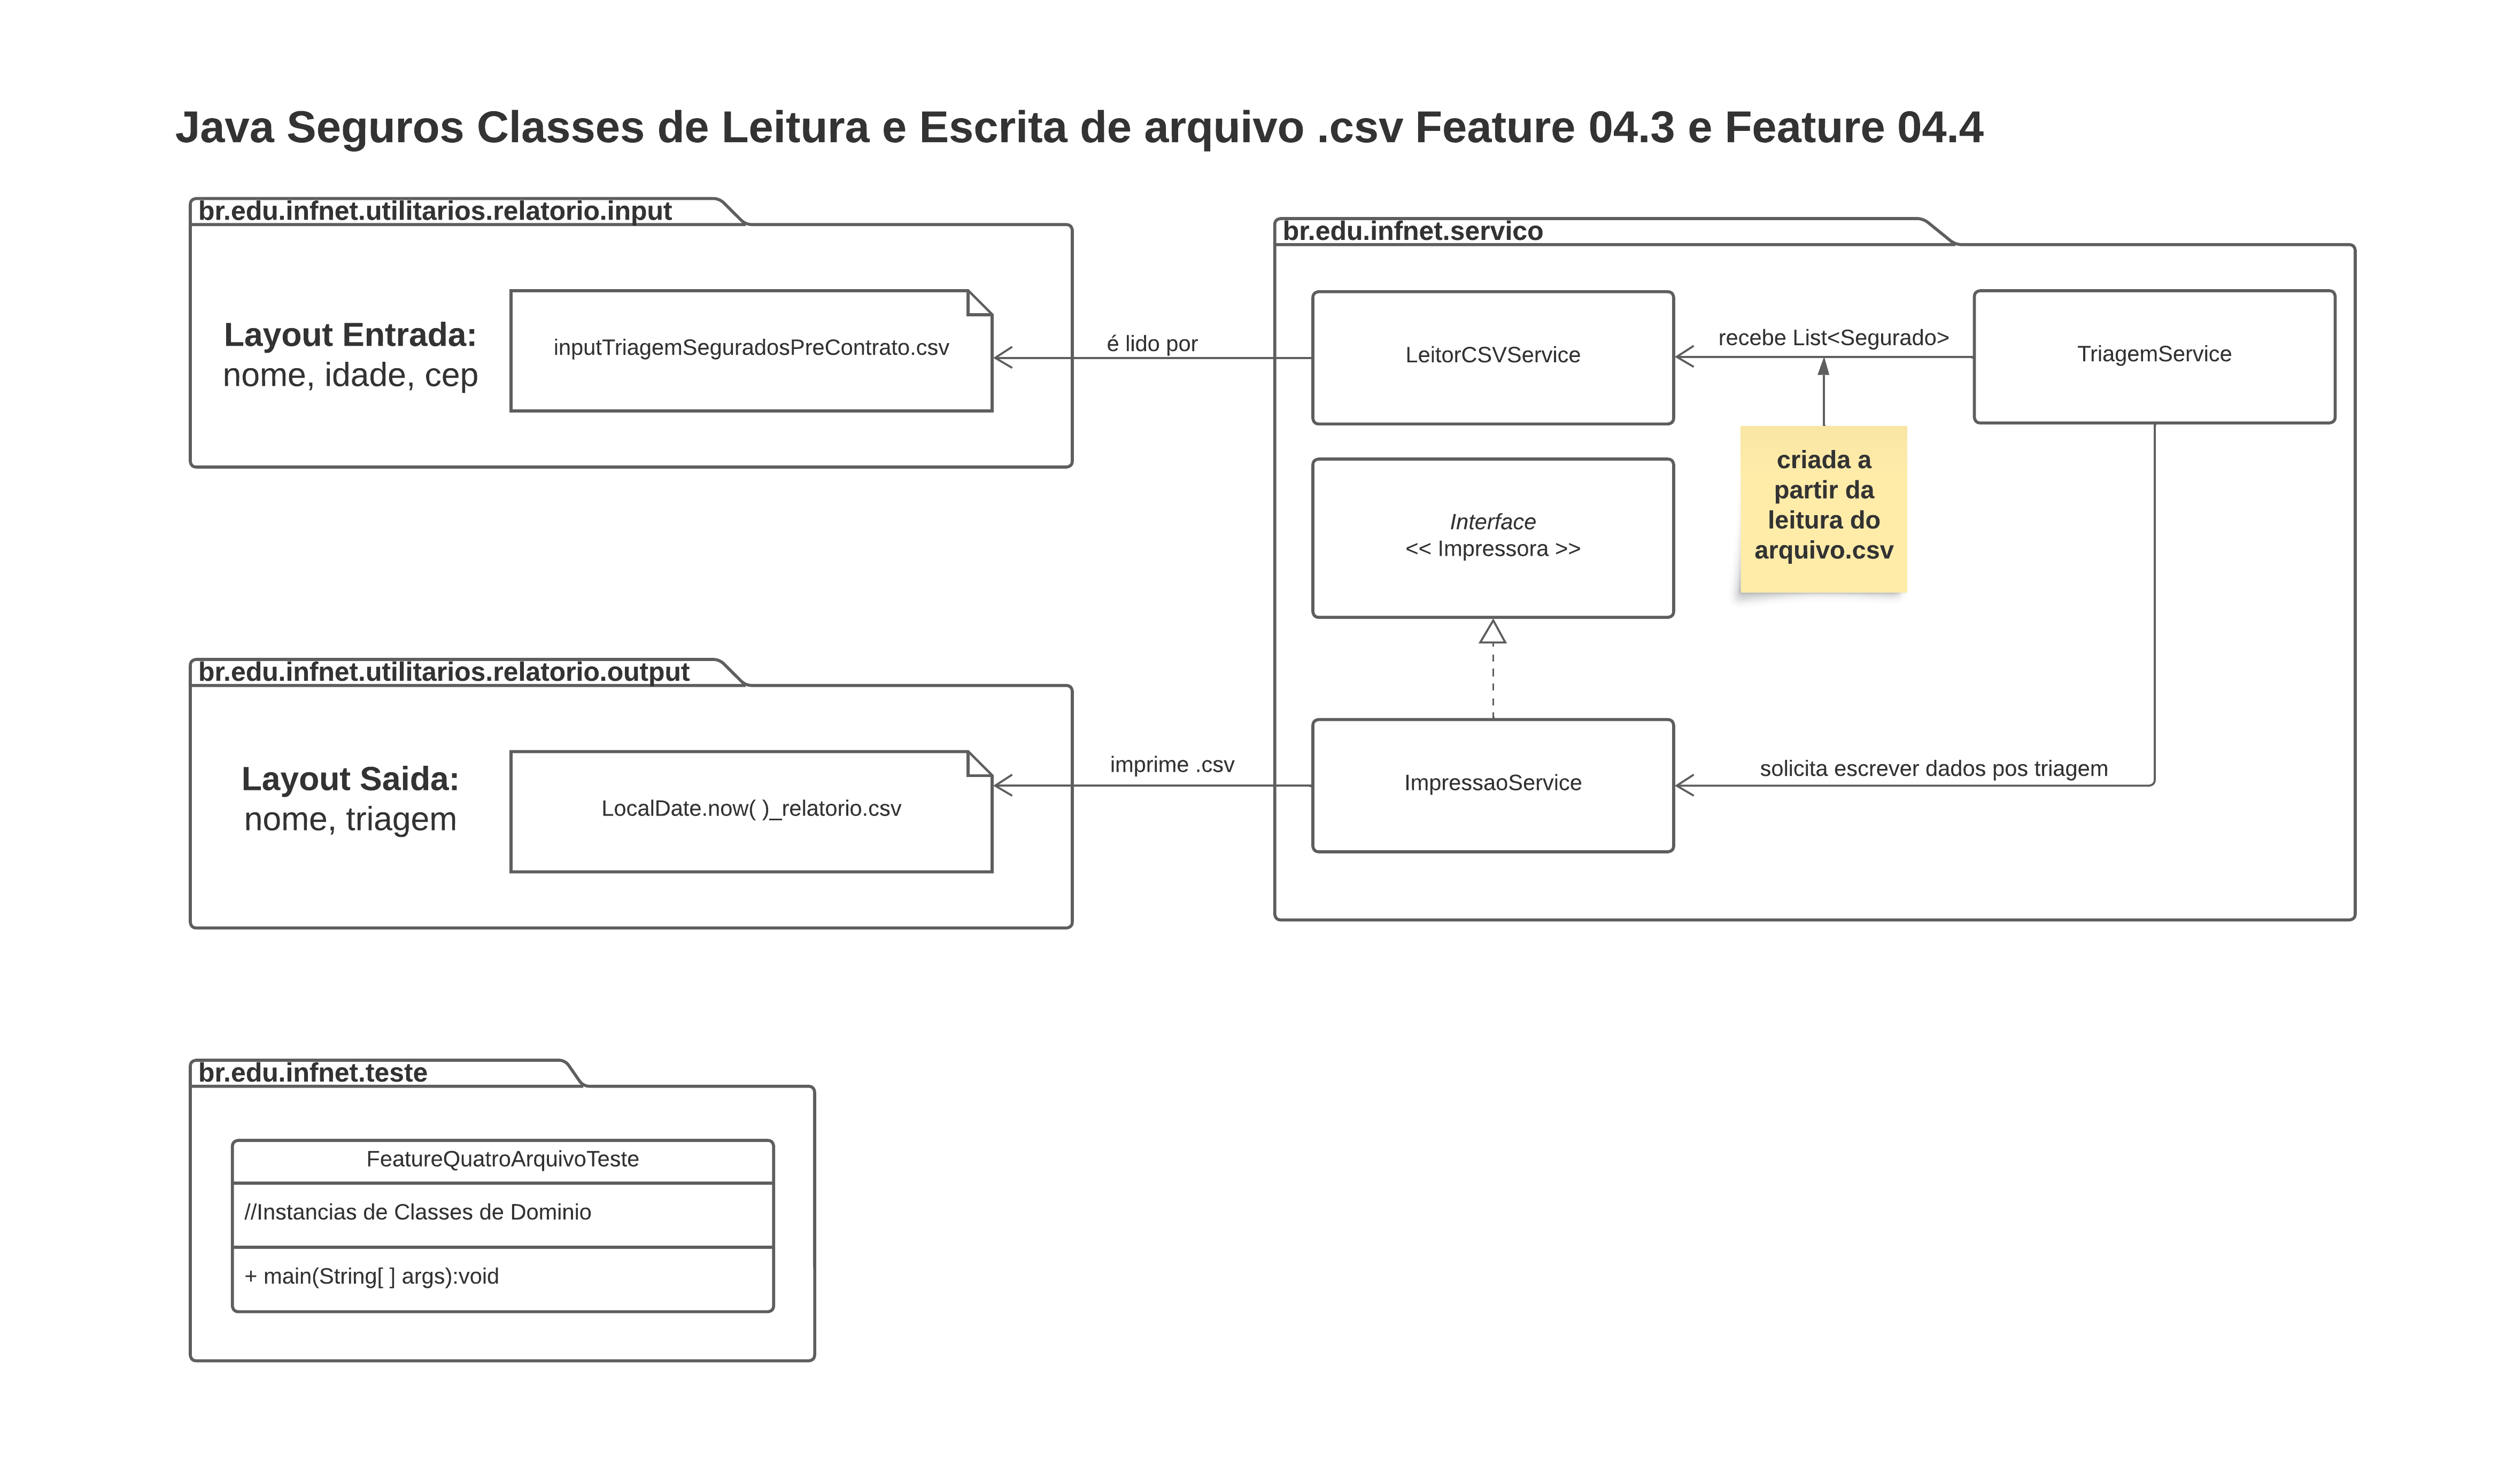 Java Seguros Classes de Leitura e Escrita de arquivo .csv Feature 04.3 e Feature 04.4
br.edu.infnet.utilitarios.relatorio.input
Layout Entrada:
nome, idade, cep
inputTriagemSeguradosPreContrato.csv
é lido por
br.edu.infnet.servico
LeitorCSVService
recebe List<Segurado>
TriagemService
criada a
partir da
leitura do
arquivo.csv
Interface
<< Impressora >>
br.edu.infnet.utilitarios.relatorio.output
Layout Saida:
nome, triagem
LocalDate.now( )_relatorio.csv
imprime .csv
ImpressaoService
solicita escrever dados pos triagem
br.edu.infnet.teste
FeatureQuatroArquivoTeste
//Instancias de Classes de Dominio
+ main(String[ ] args):void